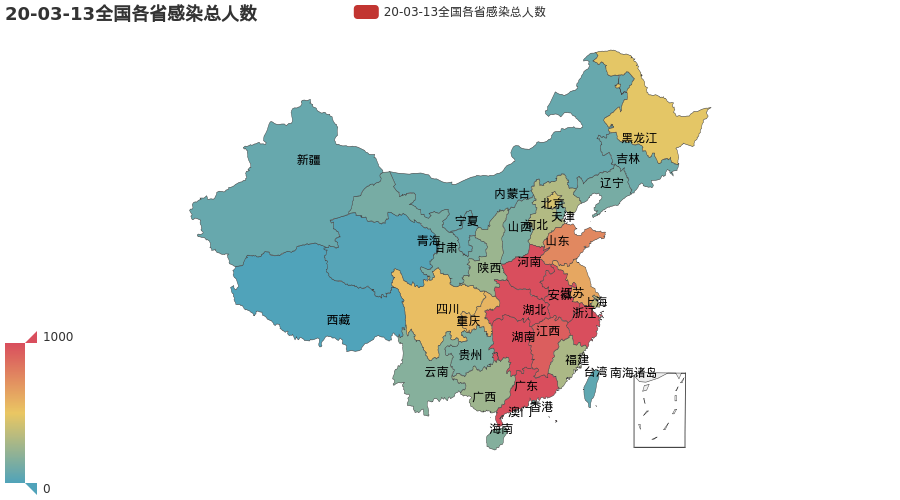 20-03-13全国各省感染总人数
20-03-13全国各省感染总人数
黑龙江
吉林
新疆
辽宁
内蒙古
北京
天津
宁夏
山西
河北
青海
甘肃
山东
河南
陕西
安徽
江苏
上海
四川
湖北
浙江
西藏
重庆
湖南
江西
1000
贵州
福建
云南
台湾
南海诸岛
广东
广西
香港
澳门
海南
0